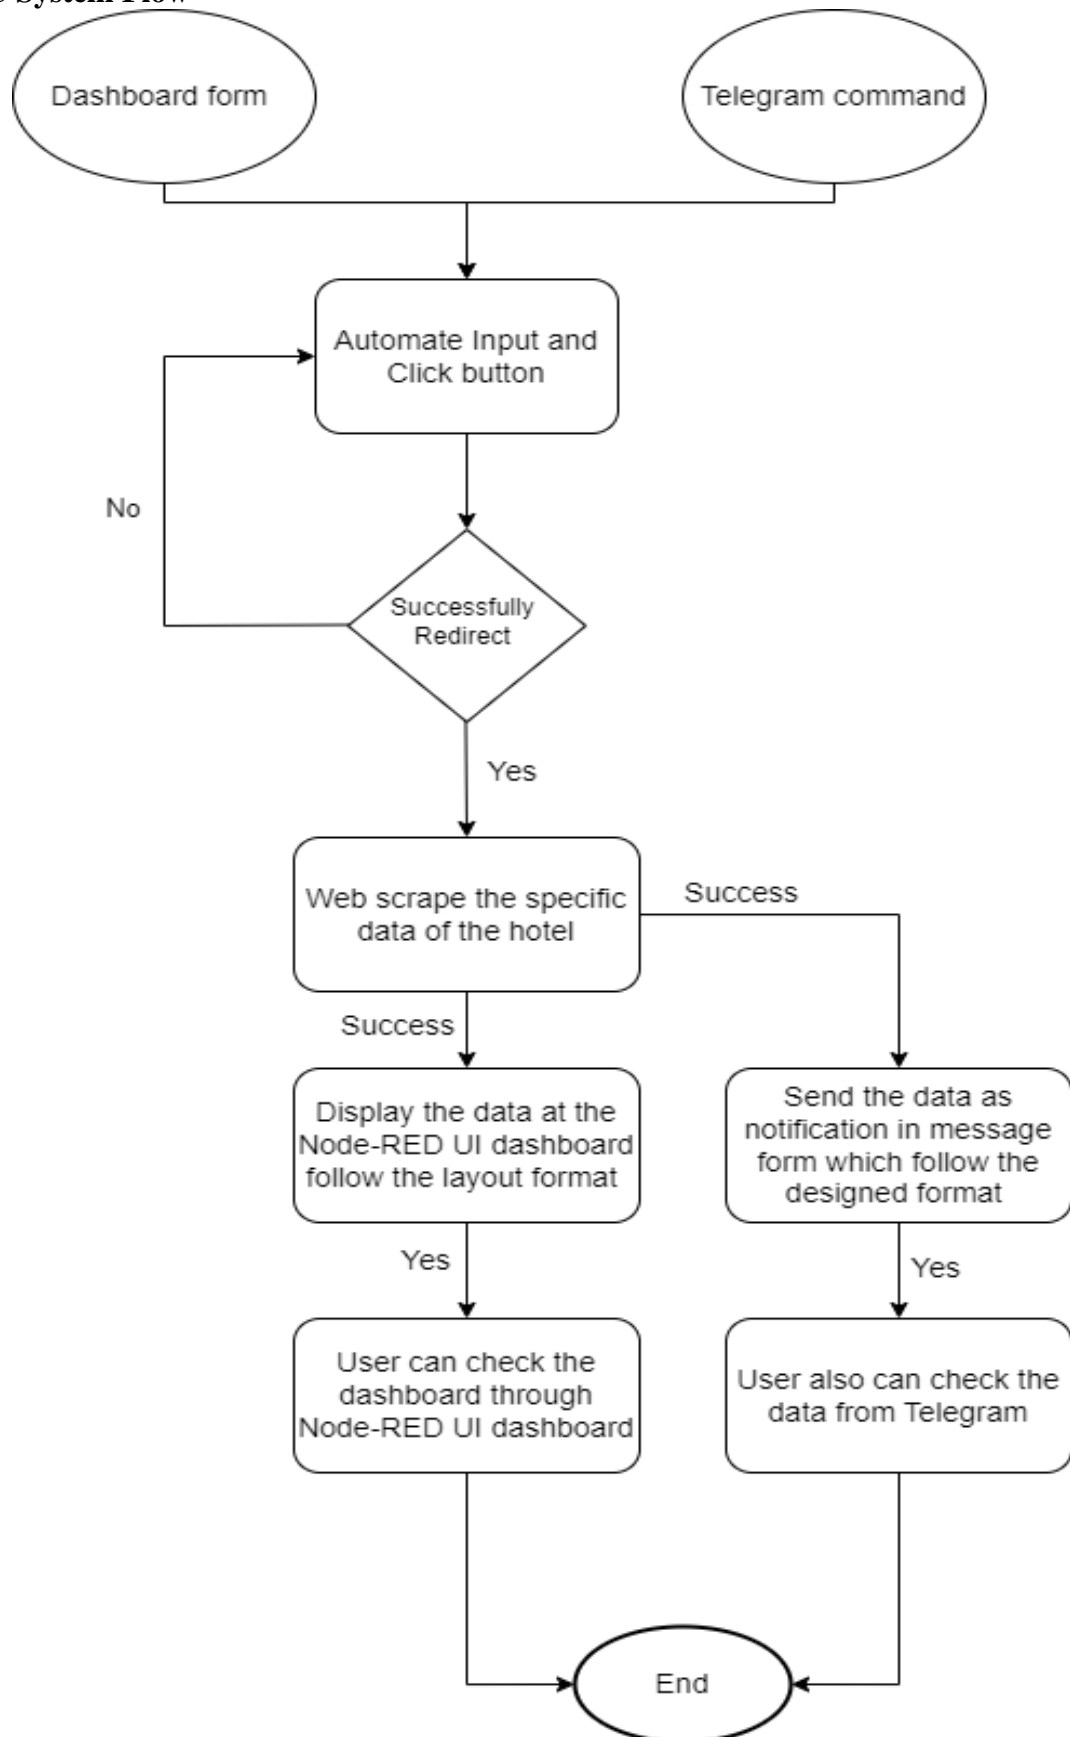 System Flow
Dashboard form
Telegram command
Automate Input and
Click button
No
Successfully
Redirect
Yes
Web scrape the specific
data of the hotel
Success
Success
Display the data at the
Node-RED UI dashboard
follow the layout format
Send the data as
notification in message
form which follow the
designed format
Yes
Yes
User can check the
dashboard through
Node-RED UI dashboard
User also can check the
data from Telegram
End